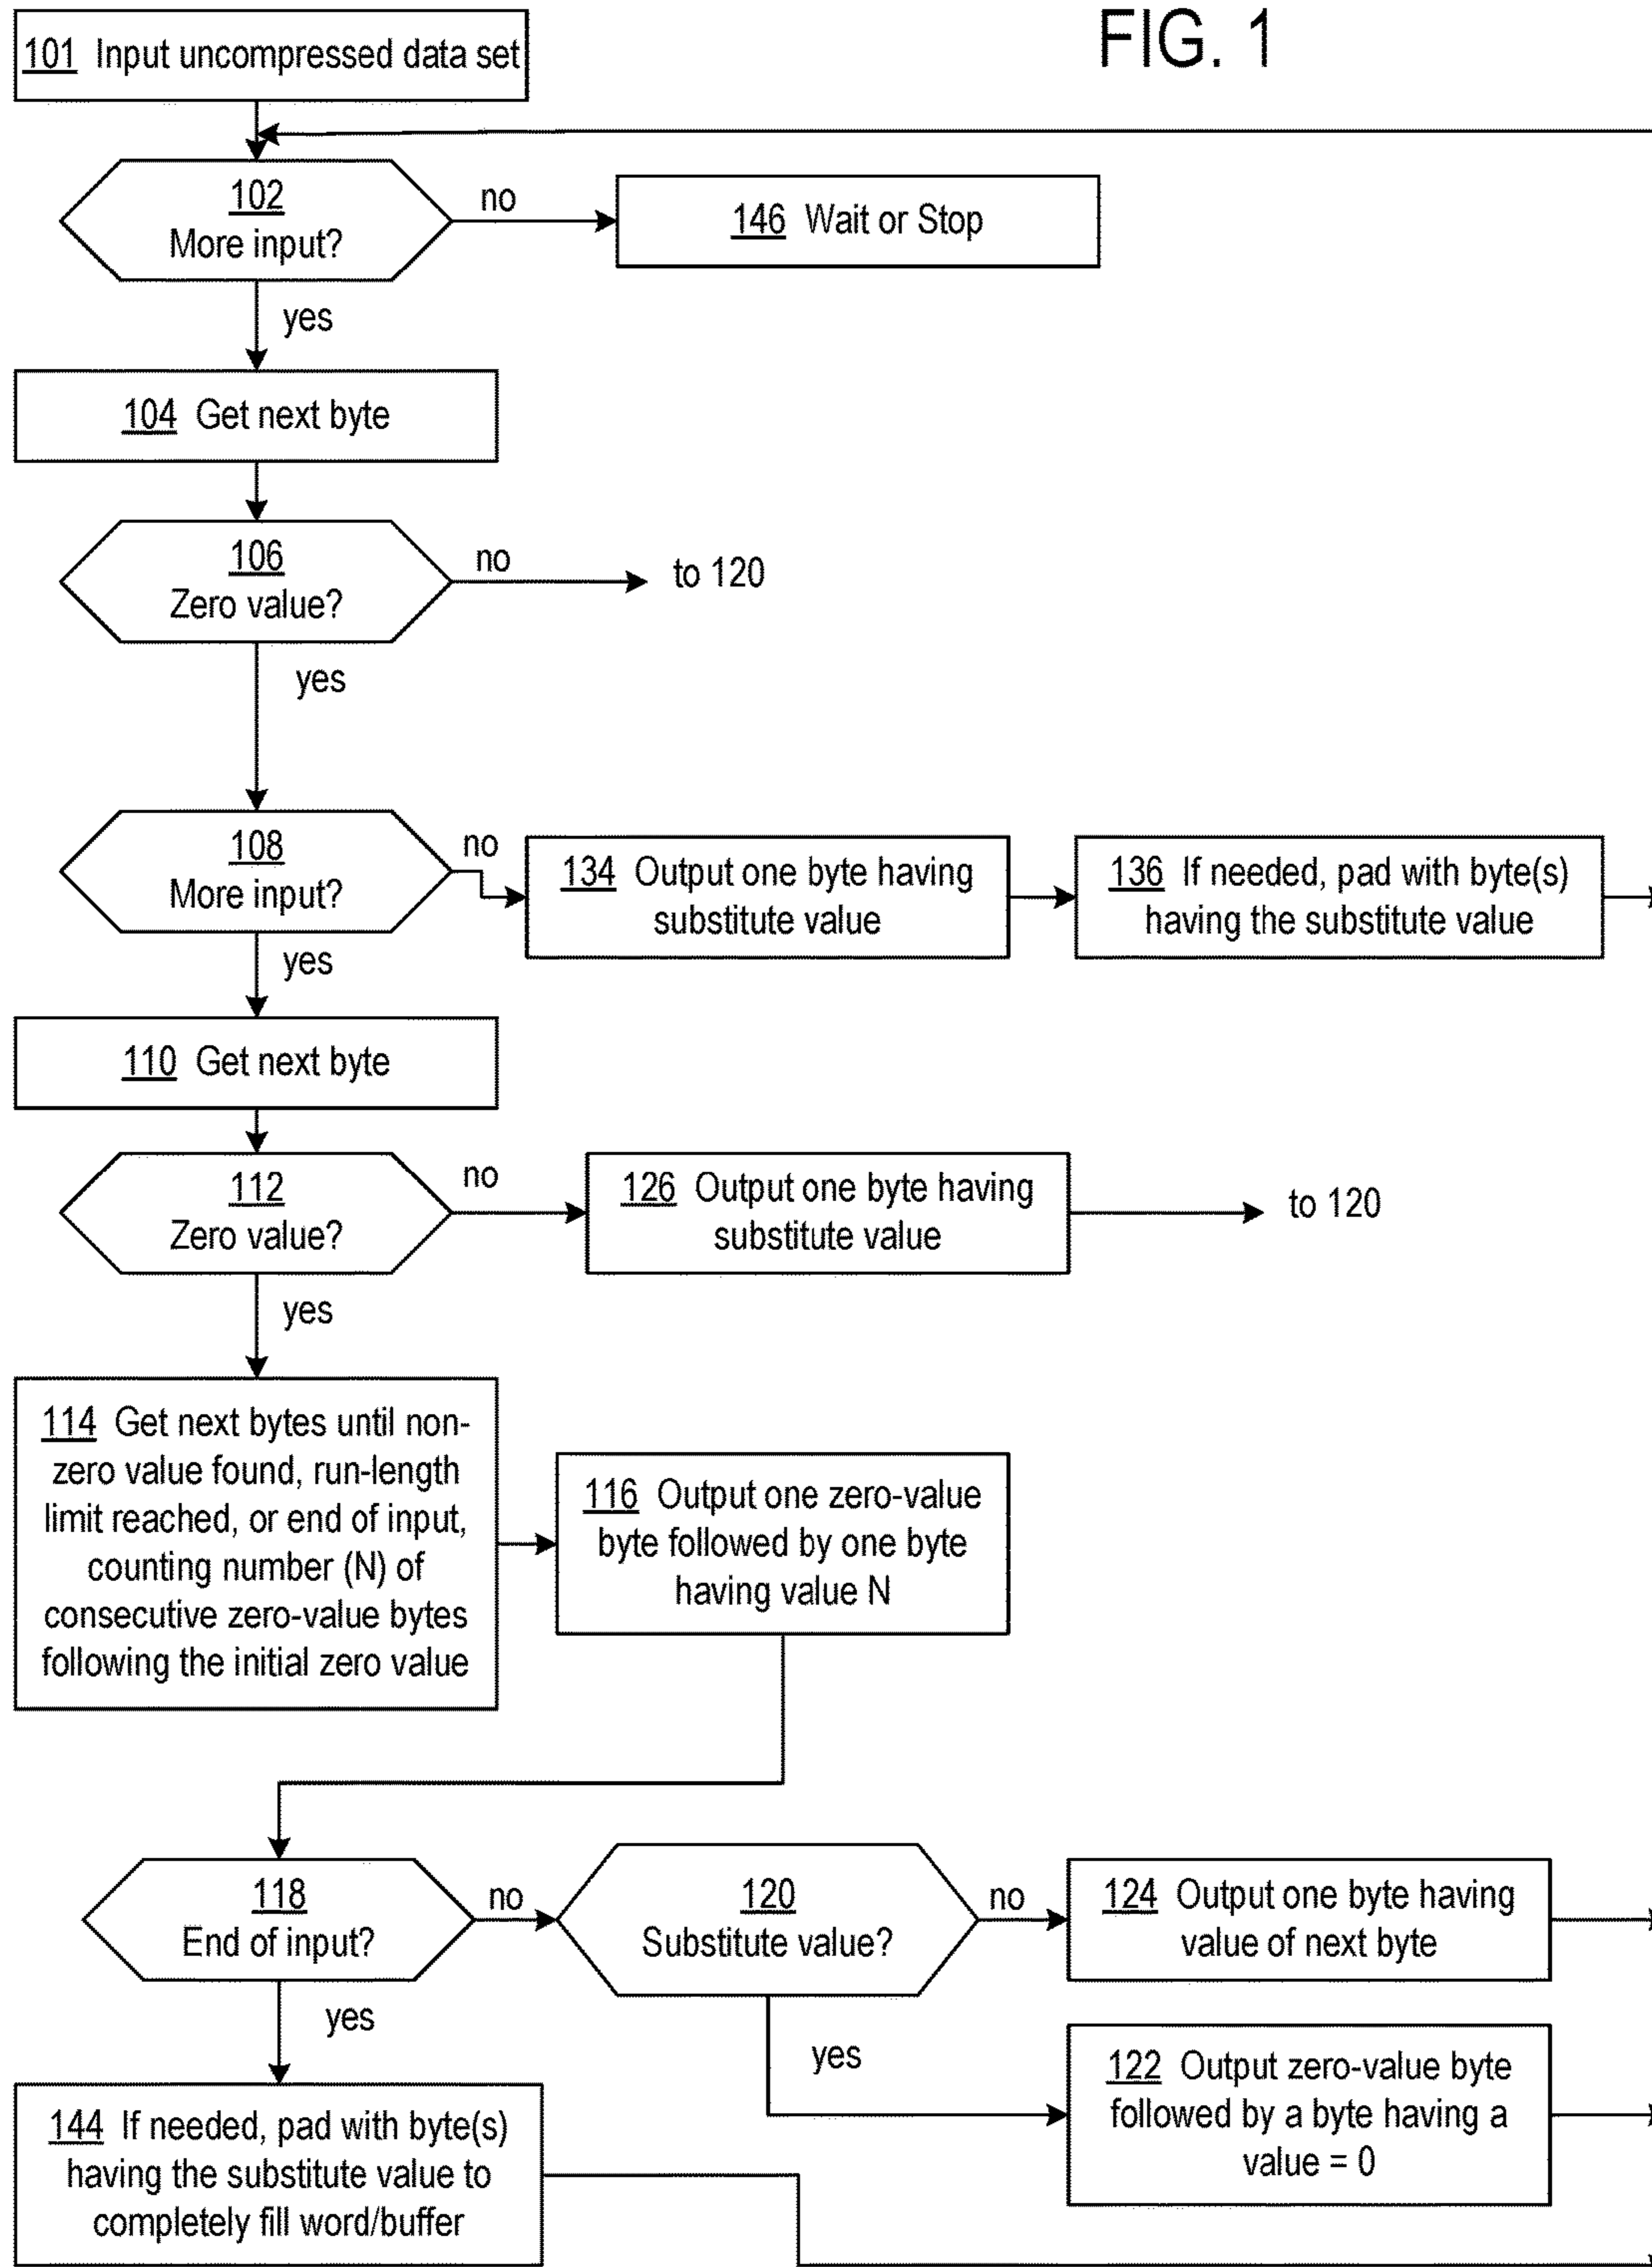 FIG. 1
101 Input uncompressed data set
102
More input?
no
146 Wait or Stop
yes
104 Get next byte
106
Zero value?
no
to 120
yes
108
More input?
no
134 Output one byte having
substitute value
136 If needed, pad with byte(s)
having the substitute value
yes
110 Get next byte
112
Zero value?
no
126 Output one byte having
substitute value
to 120
yes
114 Get next bytes until non-
zero value found, run-length
limit reached, or end of input,
counting number (N) of
consecutive zero-value bytes
following the initial zero value
116 Output one zero-value
byte followed by one byte
having value N
118
End of input?
no
120
Substitute value?
no
124 Output one byte having
value of next byte
yes
yes
122 Output zero-value byte
followed by a byte having a
value = 0
144 If needed, pad with byte(s)
having the substitute value to
completely fill word/buffer